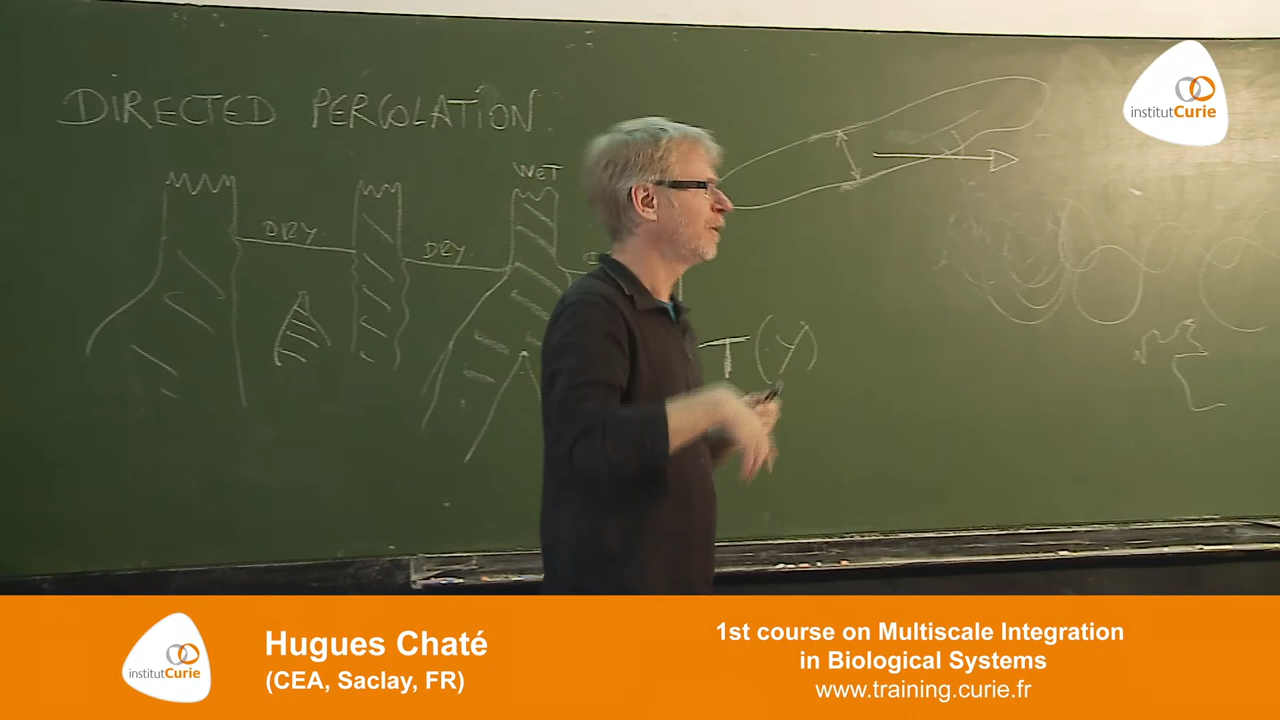 DIRECTED PERCOLATION
WET
DRY
DRY
D
T (y)
institutCurie
institutCurie
Hugues Chaté
(CEA, Saclay, FR)
1st course on Multiscale Integration
in Biological Systems
www.training.curie.fr